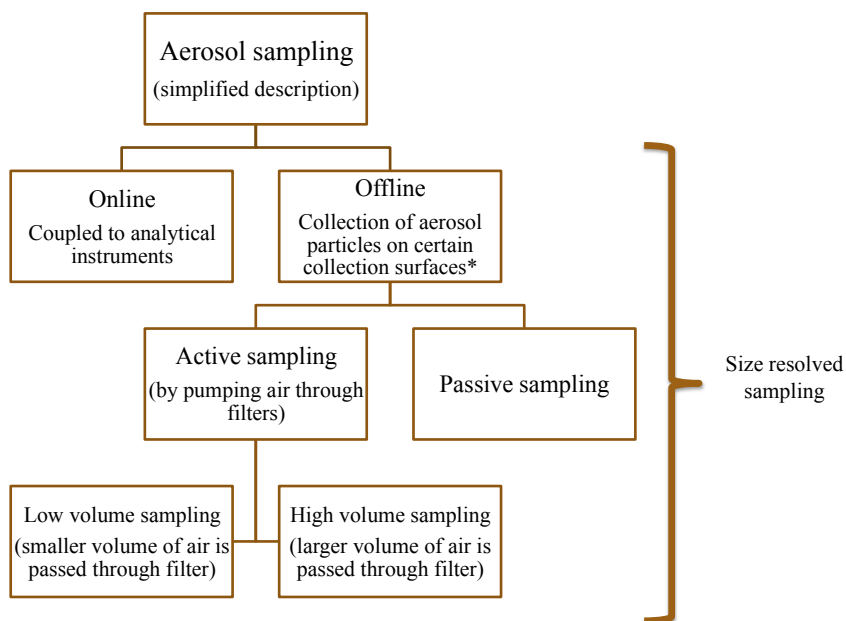 Aerosol sampling
(simplified description)
Online
Coupled to analytical
instruments
Offline
Collection of aerosol
particles on certain
collection surfaces*
Active sampling
(by pumping air through
filters)
Passive sampling
Size resolved
sampling
Low volume sampling
(smaller volume of air is
passed through filter)
High volume sampling
(larger volume of air is
passed through filter)